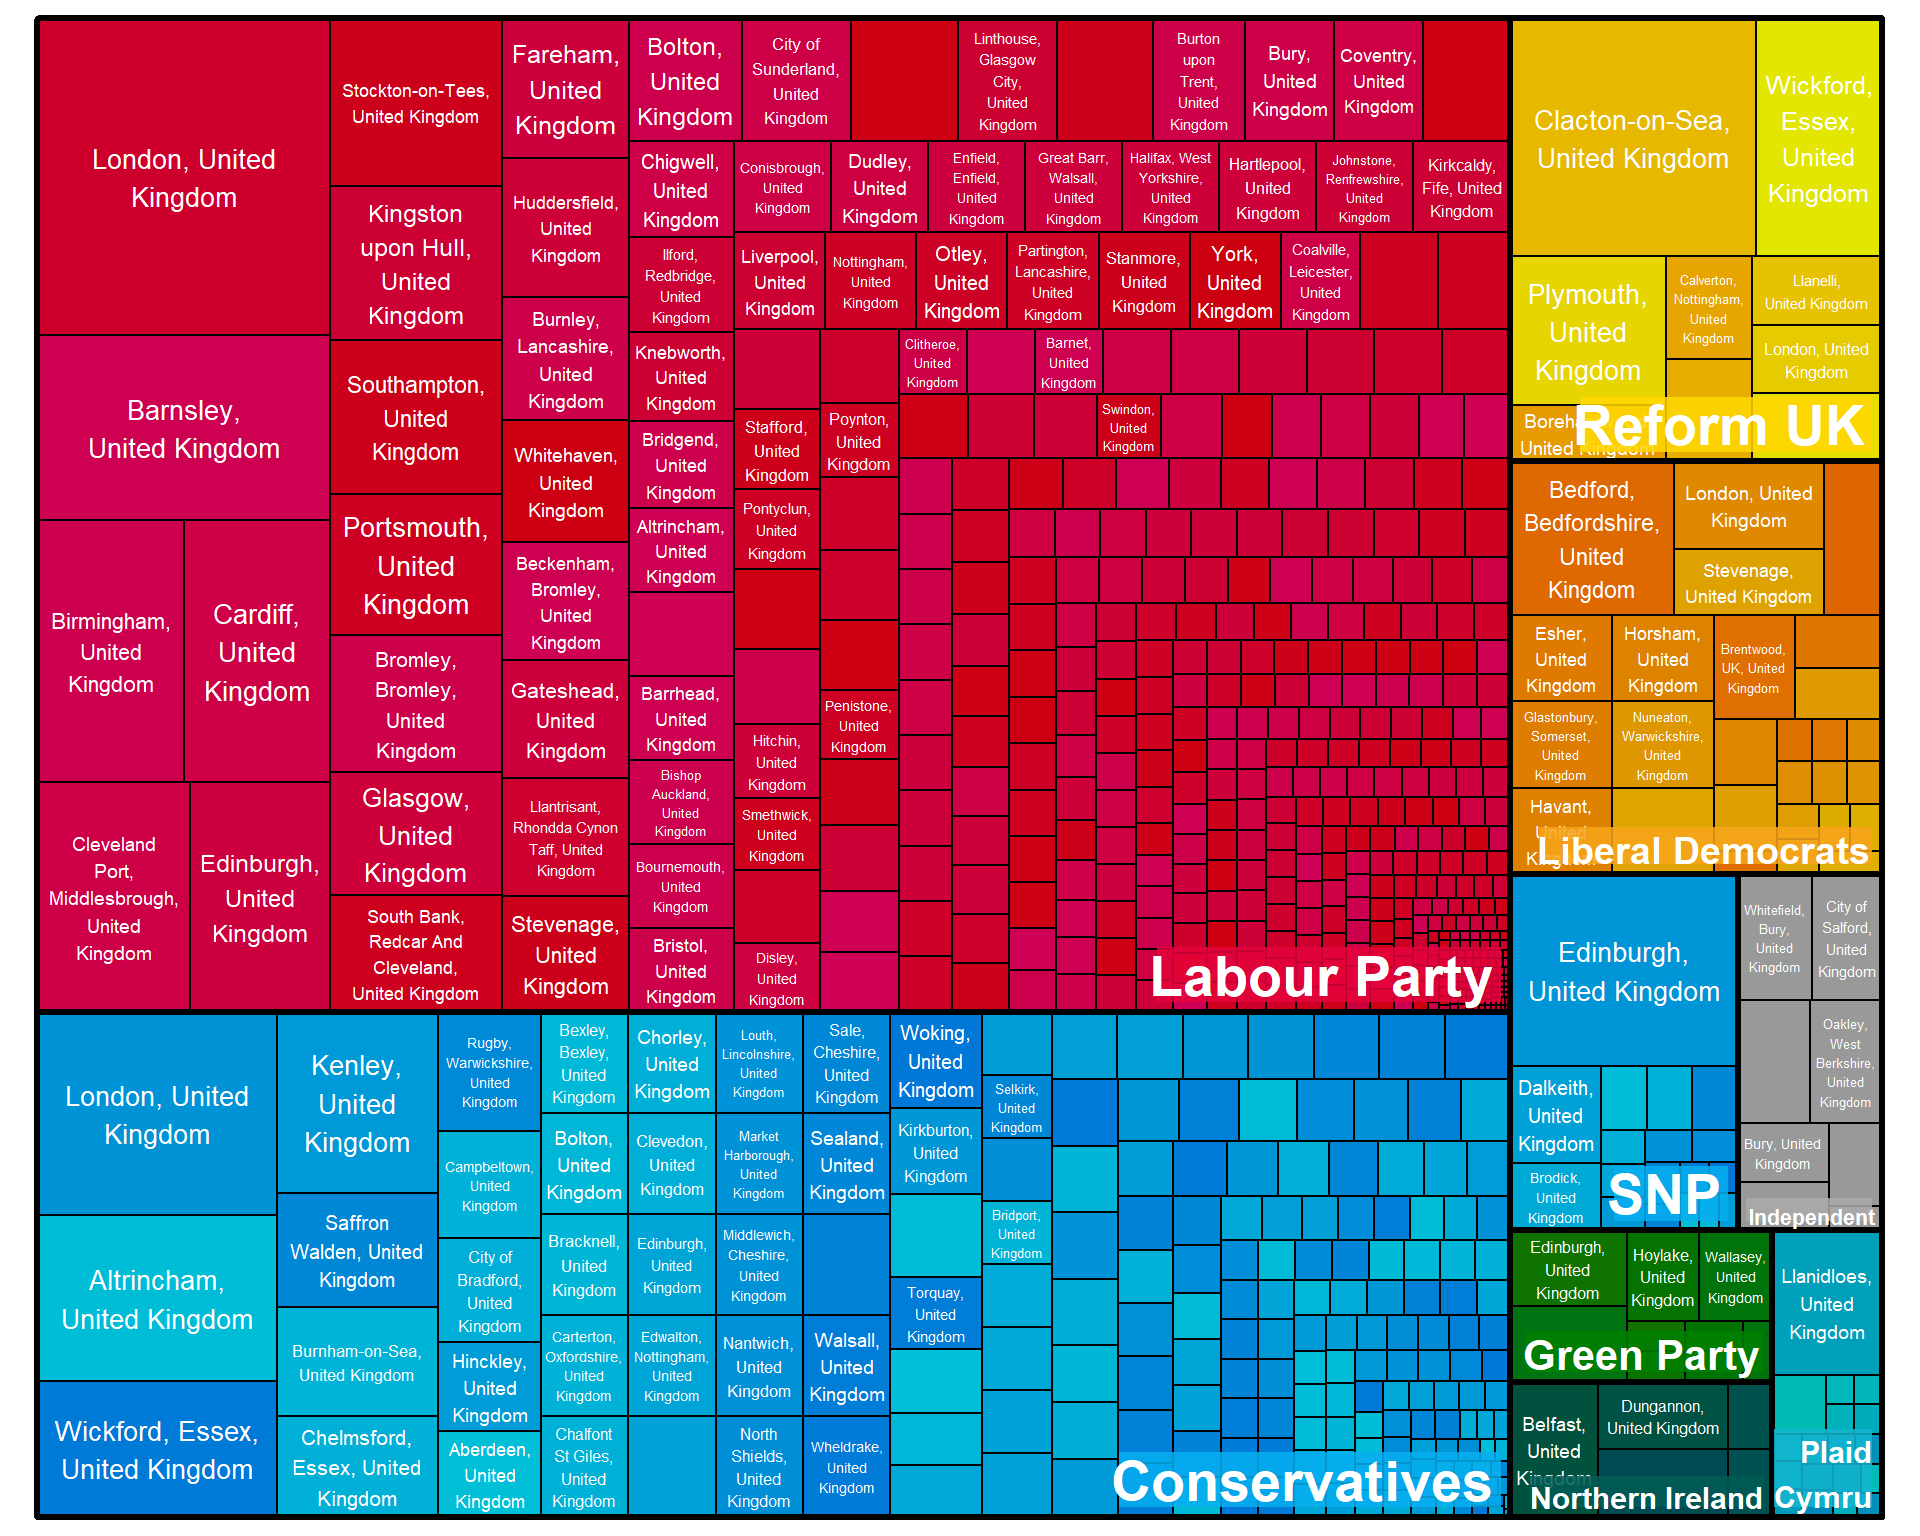 London, United
Kingdom
Barnsley,
United Kingdom
Birmingham,
United
Kingdom
Cardiff,
United
Kingdom
Cleveland
Port,
Middlesbrough,
United
Kingdom
Edinburgh,
United
Kingdom
Stockton-on-Tees,
United Kingdom
Kingston
upon Hull,
United
Kingdom
Southampton,
United
Kingdom
Portsmouth,
United
Kingdom
Bromley,
Bromley,
United
Kingdom
Glasgow,
United
Kingdom
South Bank,
Redcar And
Cleveland,
United Kingdom
Fareham,
United
Kingdom
Huddersfield,
United
Kingdom
Burnley,
Lancashire,
United
Kingdom
Whitehaven,
United
Kingdom
Beckenham,
Bromley,
United
Kingdom
Gateshead,
United
Kingdom
Llantrisant,
Rhondda Cynon
Taff, United
Kingdom
Stevenage,
United
Kingdom
Bolton,
United
Kingdom
City of
Sunderland,
United
Kingdom
Linthouse,
Glasgow
City,
United
Kingdom
Burton
upon
Trent,
United
Kingdom
Bury,
United
Kingdom
Coventry,
United
Kingdom
Chigwell,
United
Kingdom
Conisbrough,
United
Kingdom
Dudley,
United
Kingdom
Enfield,
Enfield,
United
Kingdom
Great Barr,
Walsall,
United
Kingdom
Halifax, West
Yorkshire,
United
Kingdom
Hartlepool,
United
Kingdom
Johnstone,
Renfrewshire,
United
Kingdom
Kirkcaldy,
Fife, United
Kingdom
Ilford,
Redbridge,
United
Kingdom
Liverpool,
United
Kingdom
Nottingham,
United
Kingdom
Otley,
United
Kingdom
Partington,
Lancashire,
United
Kingdom
Stanmore,
United
Kingdom
York,
United
Kingdom
Coalville,
Leicester,
United
Kingdom
Knebworth,
United
Kingdom
Clitheroe,
United
Kingdom
Barnet,
United
Kingdom
Bridgend,
United
Kingdom
Stafford,
United
Kingdom
Poynton,
United
Kingdom
Swindon,
United
Kingdom
Altrincham,
United
Kingdom
Pontyclun,
United
Kingdom
Barrhead,
United
Kingdom
Penistone,
United
Kingdom
Hitchin,
United
Kingdom
Bishop
Auckland,
United
Kingdom
Smethwick,
United
Kingdom
Bournemouth,
United
Kingdom
Bristol,
United
Kingdom
Disley,
United
Kingdom
Labour Party
London, United
Kingdom
Altrincham,
United Kingdom
Wickford, Essex,
United Kingdom
Kenley,
United
Kingdom
Saffron
Walden, United
Kingdom
Burnham-on-Sea,
United Kingdom
Chelmsford,
Essex, United
Kingdom
Rugby,
Warwickshire,
United
Kingdom
Campbeltown,
United
Kingdom
City of
Bradford,
United
Kingdom
Hinckley,
United
Kingdom
Aberdeen,
United
Kingdom
Bexley,
Bexley,
United
Kingdom
Bolton,
United
Kingdom
Bracknell,
United
Kingdom
Carterton,
Oxfordshire,
United
Kingdom
Chalfont
St Giles,
United
Kingdom
Chorley,
United
Kingdom
Clevedon,
United
Kingdom
Edinburgh,
United
Kingdom
Edwalton,
Nottingham,
United
Kingdom
Louth,
Lincolnshire,
United
Kingdom
Market
Harborough,
United
Kingdom
Middlewich,
Cheshire,
United
Kingdom
Nantwich,
United
Kingdom
North
Shields,
United
Kingdom
Sale,
Cheshire,
United
Kingdom
Sealand,
United
Kingdom
Walsall,
United
Kingdom
Wheldrake,
United
Kingdom
Woking,
United
Kingdom
Kirkburton,
United
Kingdom
Torquay,
United
Kingdom
Selkirk,
United
Kingdom
Bridport,
United
Kingdom
Conservatives
Clacton-on-Sea,
United Kingdom
Wickford,
Essex,
United
Kingdom
Plymouth,
United
Kingdom
Calverton,
Nottingham,
United
Kingdom
Llanelli,
United Kingdom
London, United
Kingdom
United Kingdom
Reform UK
Bedford,
Bedfordshire,
United
Kingdom
London, United
Kingdom
Stevenage,
United Kingdom
Esher,
United
Kingdom
Horsham,
United
Kingdom
Brentwood,
UK, United
Kingdom
Glastonbury,
Somerset,
United
Kingdom
Nuneaton,
Warwickshire,
United
Kingdom
Havant,
United
Kingdom
Liberal Democrats
Edinburgh,
United Kingdom
Dalkeith,
United
Kingdom
Brodick,
United
Kingdom
SNP
Whitefield,
Bury,
United
Kingdom
City of
Salford,
United
Kingdom
Oakley,
West
Berkshire,
United
Kingdom
Bury, United
Kingdom
Independent
Edinburgh,
United
Kingdom
Hoylake,
United
Kingdom
Wallasey,
United
Kingdom
Green Party
Llanidloes,
United
Kingdom
Plaid
Cymru
Belfast,
United
Kingdom
Dungannon,
United Kingdom
Northern Ireland